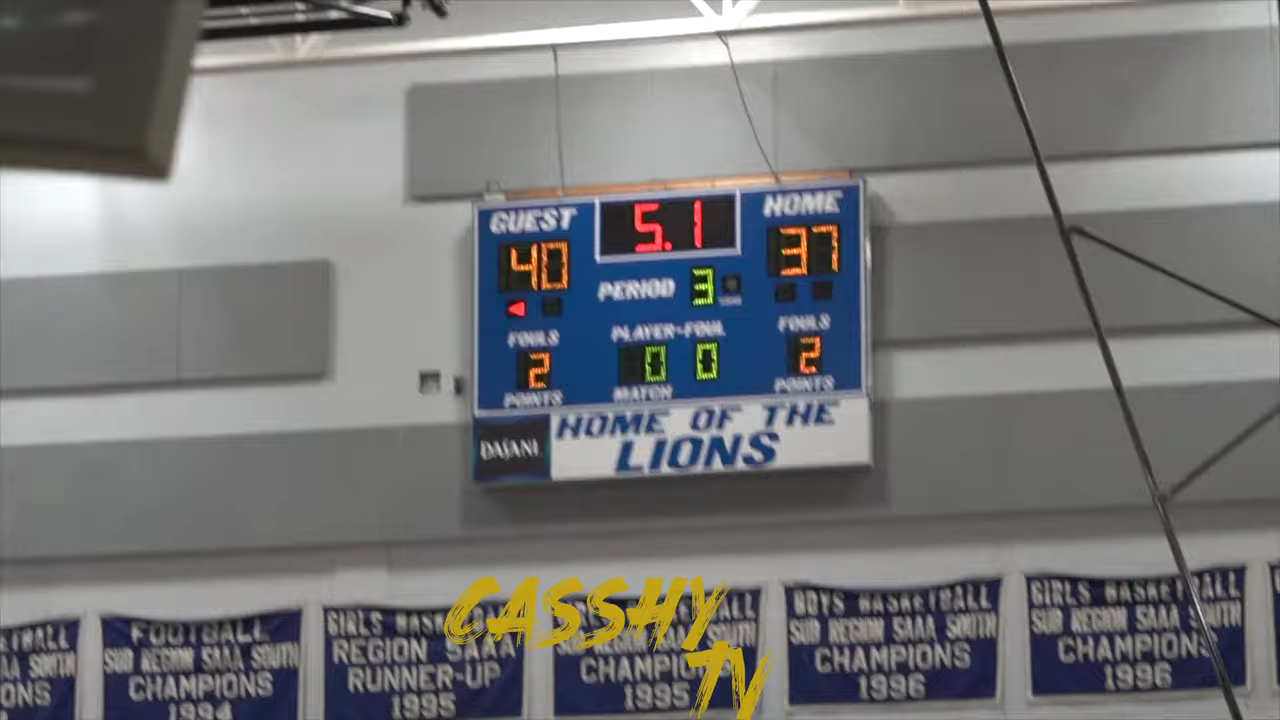 GUEST
5.1
HOME
40
37
PERIOD 3
FOULS
PLAYER-FOUL
FOULS
2
0 0
2
POINTS
MATCH
POINTS
DASANI
HOME OF THE
LIONS
CASSHY
TV
SOUTH
FOOTBALL
SUB REGION SAAA SOUTH
CHAMPIONS
1994
GIRLS BASKETBALL
REGION SAAA
RUNNER-UP
1995
SOUTH
CHAMPIONS
1995
BOYS BASKETBALL
SUB REGION SAAA SOUTH
CHAMPIONS
1996
GIRLS BASKETBALL
SUB REGION SAAA SOUTH
CHAMPIONS
1996